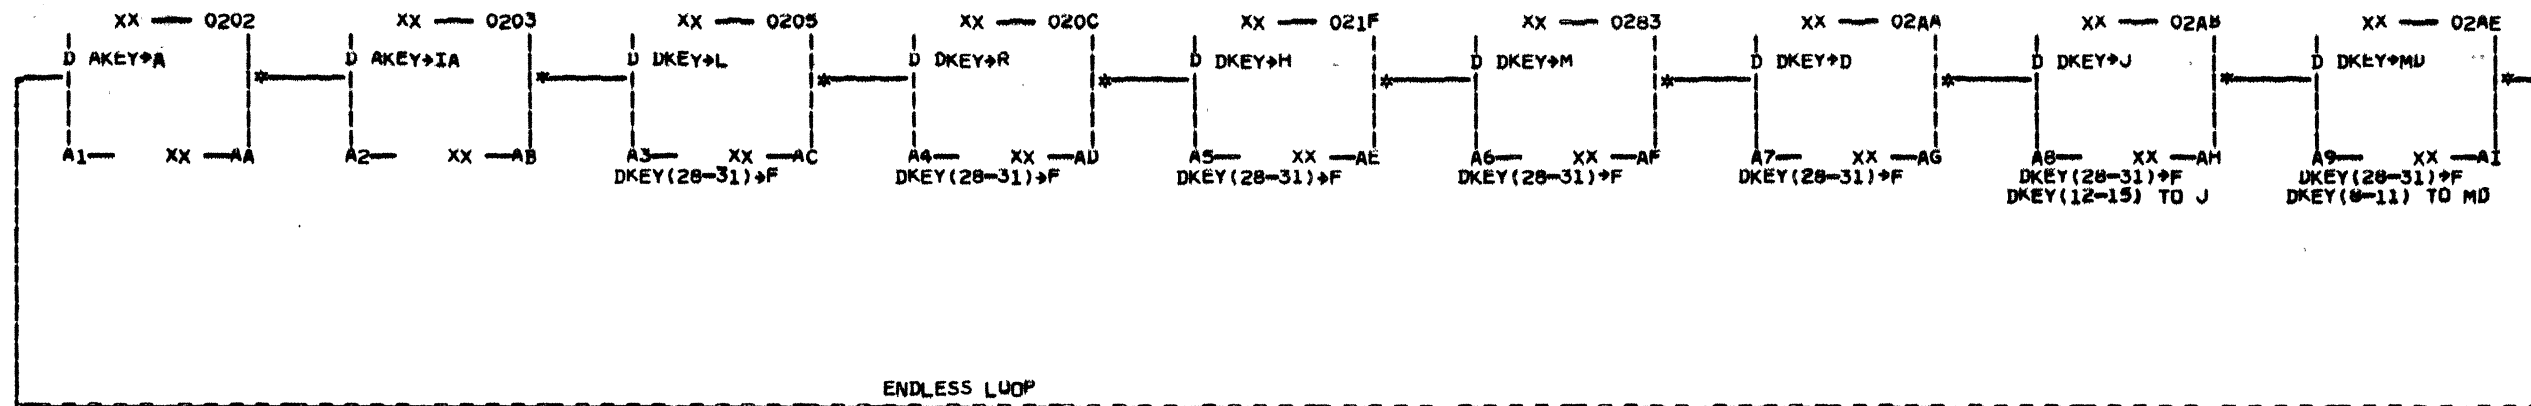 XX — 0202 XX — 0203 XX — 0205 XX — 020C XX — 021F XX — 0283 XX — 02AA XX — 02AB XX — 02AE
D AKEY→A D AKEY→IA D DKEY→L D DKEY→R D DKEY→H D DKEY→M D DKEY→D D DKEY→J D DKEY→MD
* * * * * * * * *
A1— XX —AA A2— XX —AB A3— XX —AC A4— XX —AD A5— XX —AE A6— XX —AF A7— XX —AG A8— XX —AH A9— XX —AI
DKEY(28-31)→F DKEY(28-31)→F DKEY(28-31)→F DKEY(28-31)→F DKEY(28-31)→F DKEY(28-31)→F DKEY(28-31)→F
DKEY(12-15) TO J DKEY(8-11) TO MD
ENDLESS LOOP